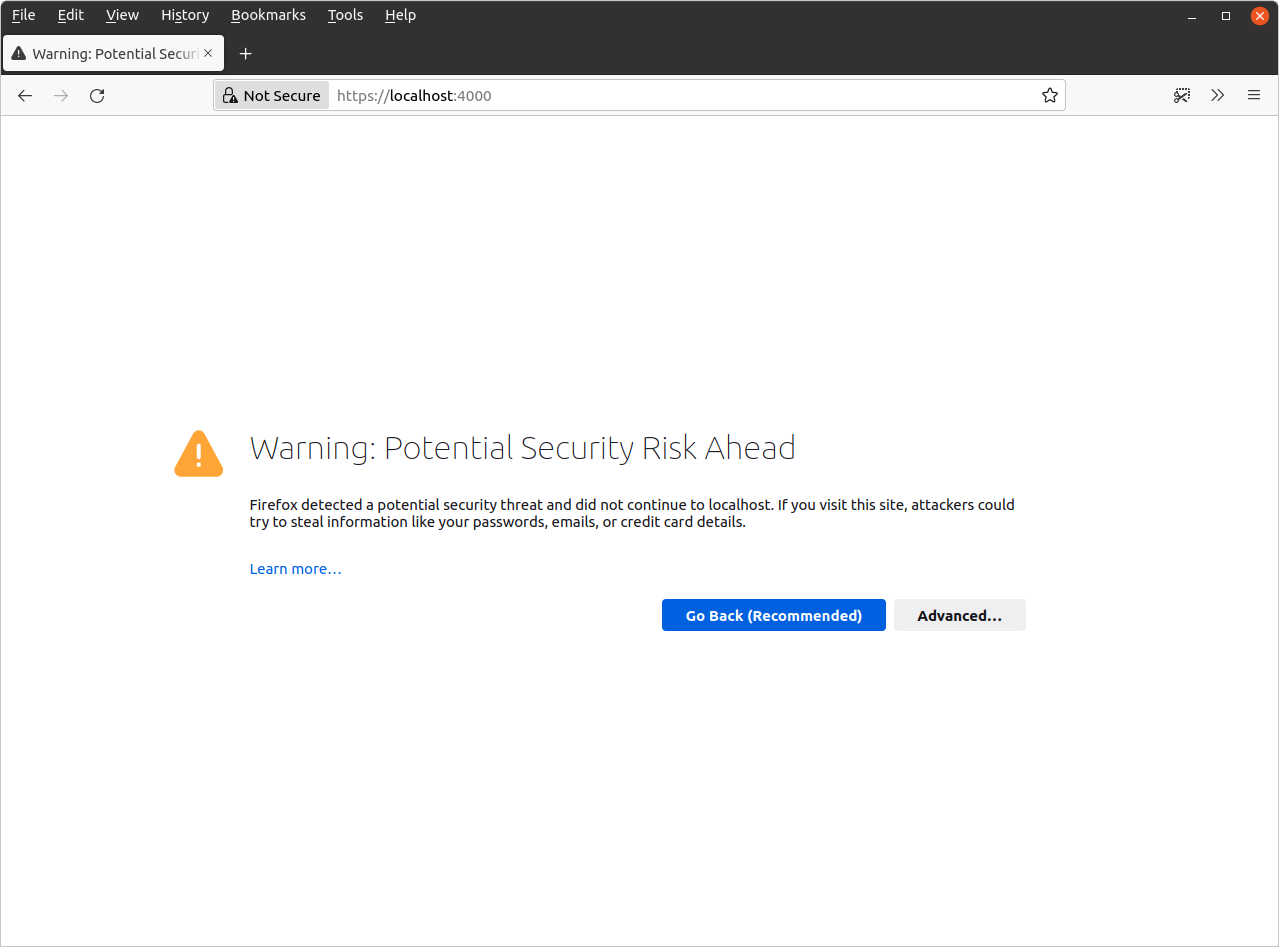 File Edit View History Bookmarks Tools Help
Warning: Potential Securi
Not Secure https://localhost:4000
Warning: Potential Security Risk Ahead
Firefox detected a potential security threat and did not continue to localhost. If you visit this site, attackers could
try to steal information like your passwords, emails, or credit card details.
Learn more…
Go Back (Recommended) Advanced…